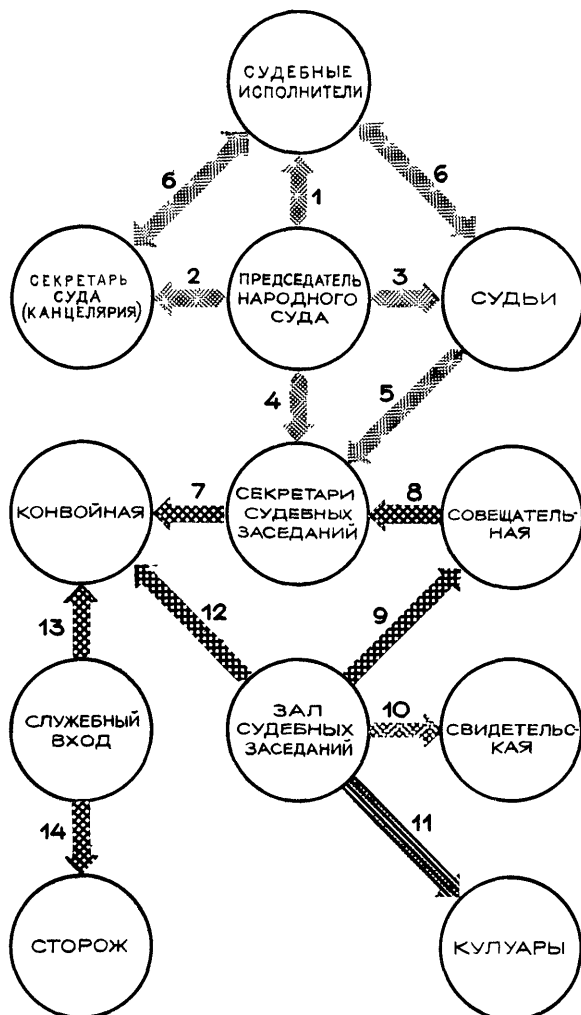 СУДЕБНЫЕ
ИСПОЛНИТЕЛИ
6
1
6
СЕКРЕТАРЬ
СУДА
(КАНЦЕЛЯРИЯ)
2
ПРЕДСЕДАТЕЛЬ
НАРОДНОГО
СУДА
3
СУДЬИ
4
5
КОНВОЙНАЯ
7
СЕКРЕТАРИ
СУДЕБНЫХ
ЗАСЕДАНИЙ
8
СОВЕЩАТЕЛЬ-
НАЯ
13
12
9
СЛУЖЕБНЫЙ
ВХОД
ЗАЛ
СУДЕБНЫХ
ЗАСЕДАНИЙ
10
СВИДЕТЕЛЬС-
КАЯ
14
11
СТОРОЖ
КУЛУАРЫ